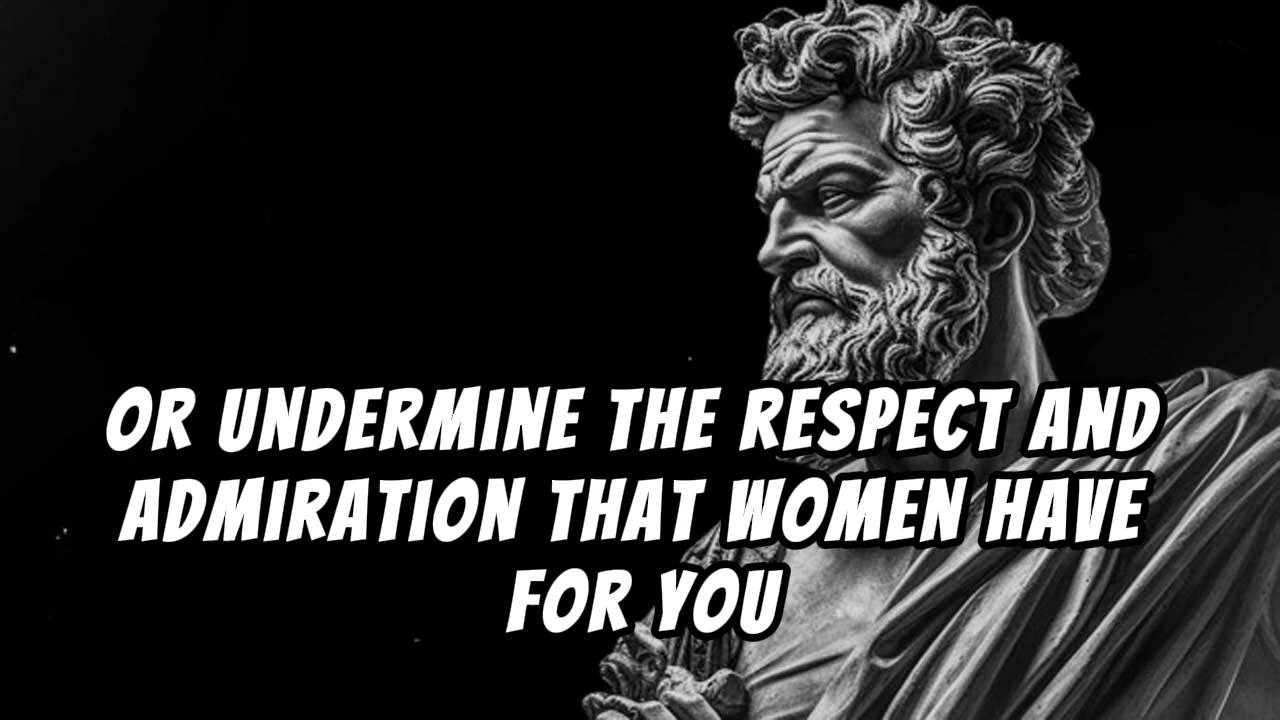 OR UNDERMINE THE RESPECT AND
ADMIRATION THAT WOMEN HAVE
FOR YOU